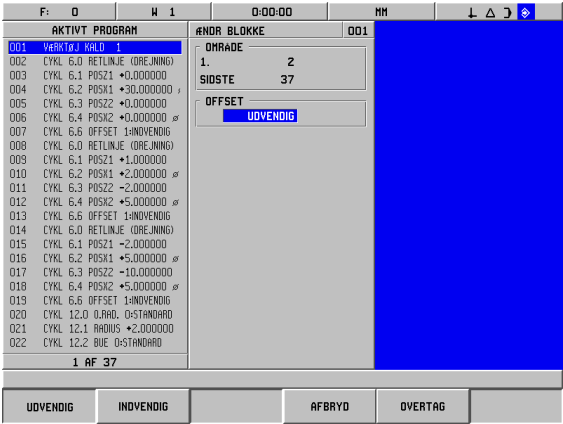 F: 0 W 1 0:00:00 MM
AKTIVT PROGRAM
001 VÆRKTØJ KALD 1
002 CYKL 6.0 RETLINJE (DREJNING)
003 CYKL 6.1 POSZ1 +0.000000
004 CYKL 6.2 POSX1 +30.000000
005 CYKL 6.3 POSZ2 +0.000000
006 CYKL 6.4 POSX2 +0.000000 ø
007 CYKL 6.6 OFFSET 1:INDVENDIG
008 CYKL 6.0 RETLINJE (DREJNING)
009 CYKL 6.1 POSZ1 +1.000000
010 CYKL 6.2 POSX1 +2.000000 ø
011 CYKL 6.3 POSZ2 -2.000000
012 CYKL 6.4 POSX2 +5.000000 ø
013 CYKL 6.6 OFFSET 1:INDVENDIG
014 CYKL 6.0 RETLINJE (DREJNING)
015 CYKL 6.1 POSZ1 -2.000000
016 CYKL 6.2 POSX1 +5.000000 ø
017 CYKL 6.3 POSZ2 -10.000000
018 CYKL 6.4 POSX2 +5.000000 ø
019 CYKL 6.6 OFFSET 1:INDVENDIG
020 CYKL 12.0 O.RAD. 0:STANDARD
021 CYKL 12.1 RADIUS +2.000000
022 CYKL 12.2 BUE 0:STANDARD
1 AF 37
ÆNDR BLOKKE 001
OMRÅDE
1. 2
SIDSTE 37
OFFSET
UDVENDIG
UDVENDIG INDVENDIG AFBRYD OVERTAG